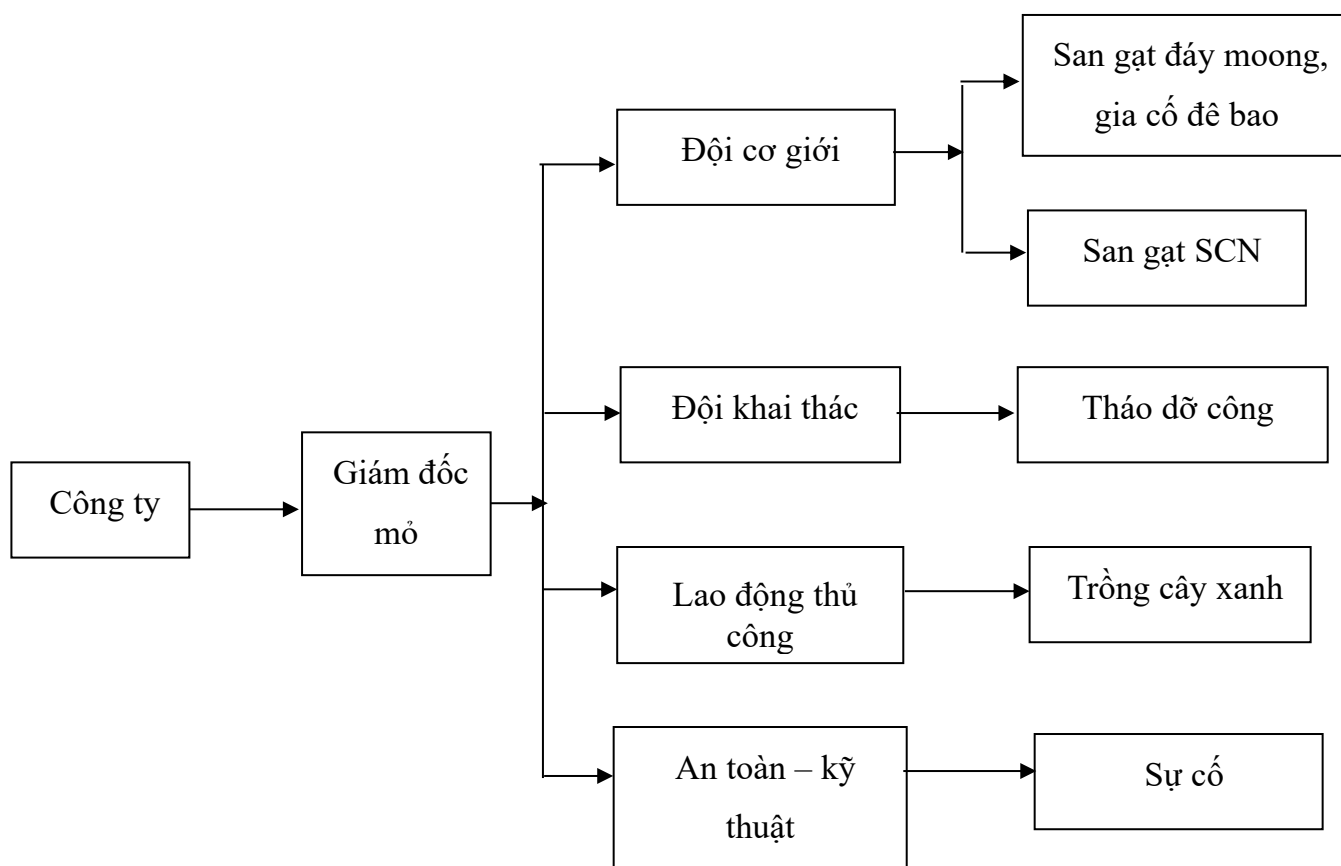 San gạt đáy moong,
gia cố đê bao
Đội cơ giới
San gạt SCN
Đội khai thác
Tháo dỡ công
Công ty
Giám đốc
mỏ
Lao động thủ
công
Trồng cây xanh
An toàn – kỹ
thuật
Sự cố